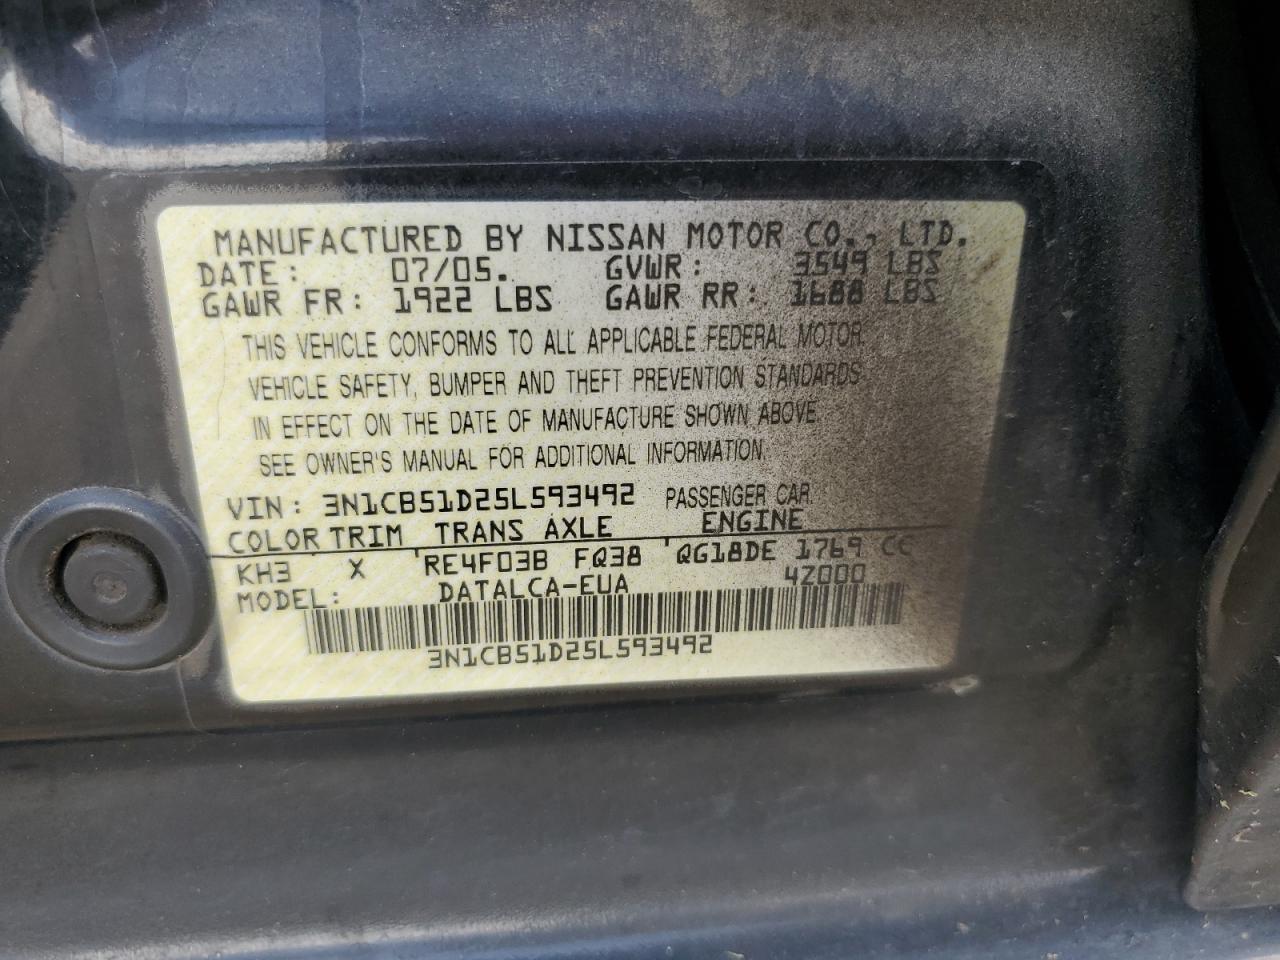 MANUFACTURED BY NISSAN MOTOR CO., LTD.
DATE: 07/05. GVWR: 3549 LBS
GAWR FR: 1922 LBS GAWR RR: 1688 LBS
THIS VEHICLE CONFORMS TO ALL APPLICABLE FEDERAL MOTOR
VEHICLE SAFETY, BUMPER AND THEFT PREVENTION STANDARDS
IN EFFECT ON THE DATE OF MANUFACTURE SHOWN ABOVE
SEE OWNER'S MANUAL FOR ADDITIONAL INFORMATION.
VIN: 3N1CB51D25L593492 PASSENGER CAR
COLOR TRIM TRANS AXLE ENGINE
KH3 X RE4F03B FQ38 QG18DE 1769 CC
MODEL: DATALCA-EUA 4Z000
3N1CB51D25L593492